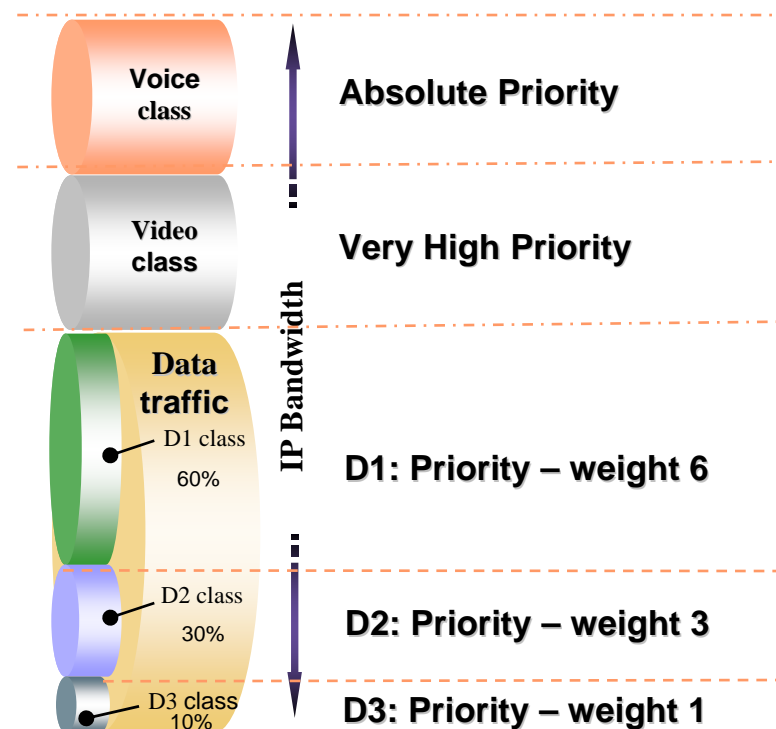 Voice
class
Absolute Priority
Video
class
Very High Priority
IP Bandwidth
Data
traffic
D1 class
60%
D1: Priority – weight 6
D2 class
30%
D2: Priority – weight 3
D3 class
10%
D3: Priority – weight 1